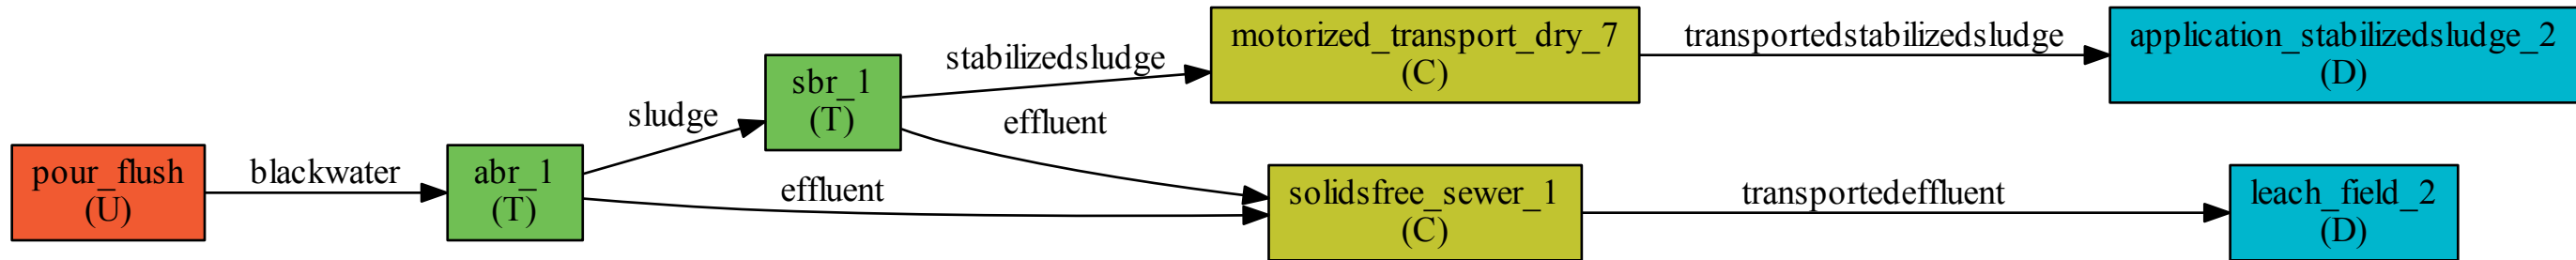 pour_flush
(U)
blackwater
abr_1
(T)
sludge
effluent
sbr_1
(T)
stabilizedsludge
effluent
motorized_transport_dry_7
(C)
solidsfree_sewer_1
(C)
transportedstabilizedsludge
transportedeffluent
application_stabilizedsludge_2
(D)
leach_field_2
(D)